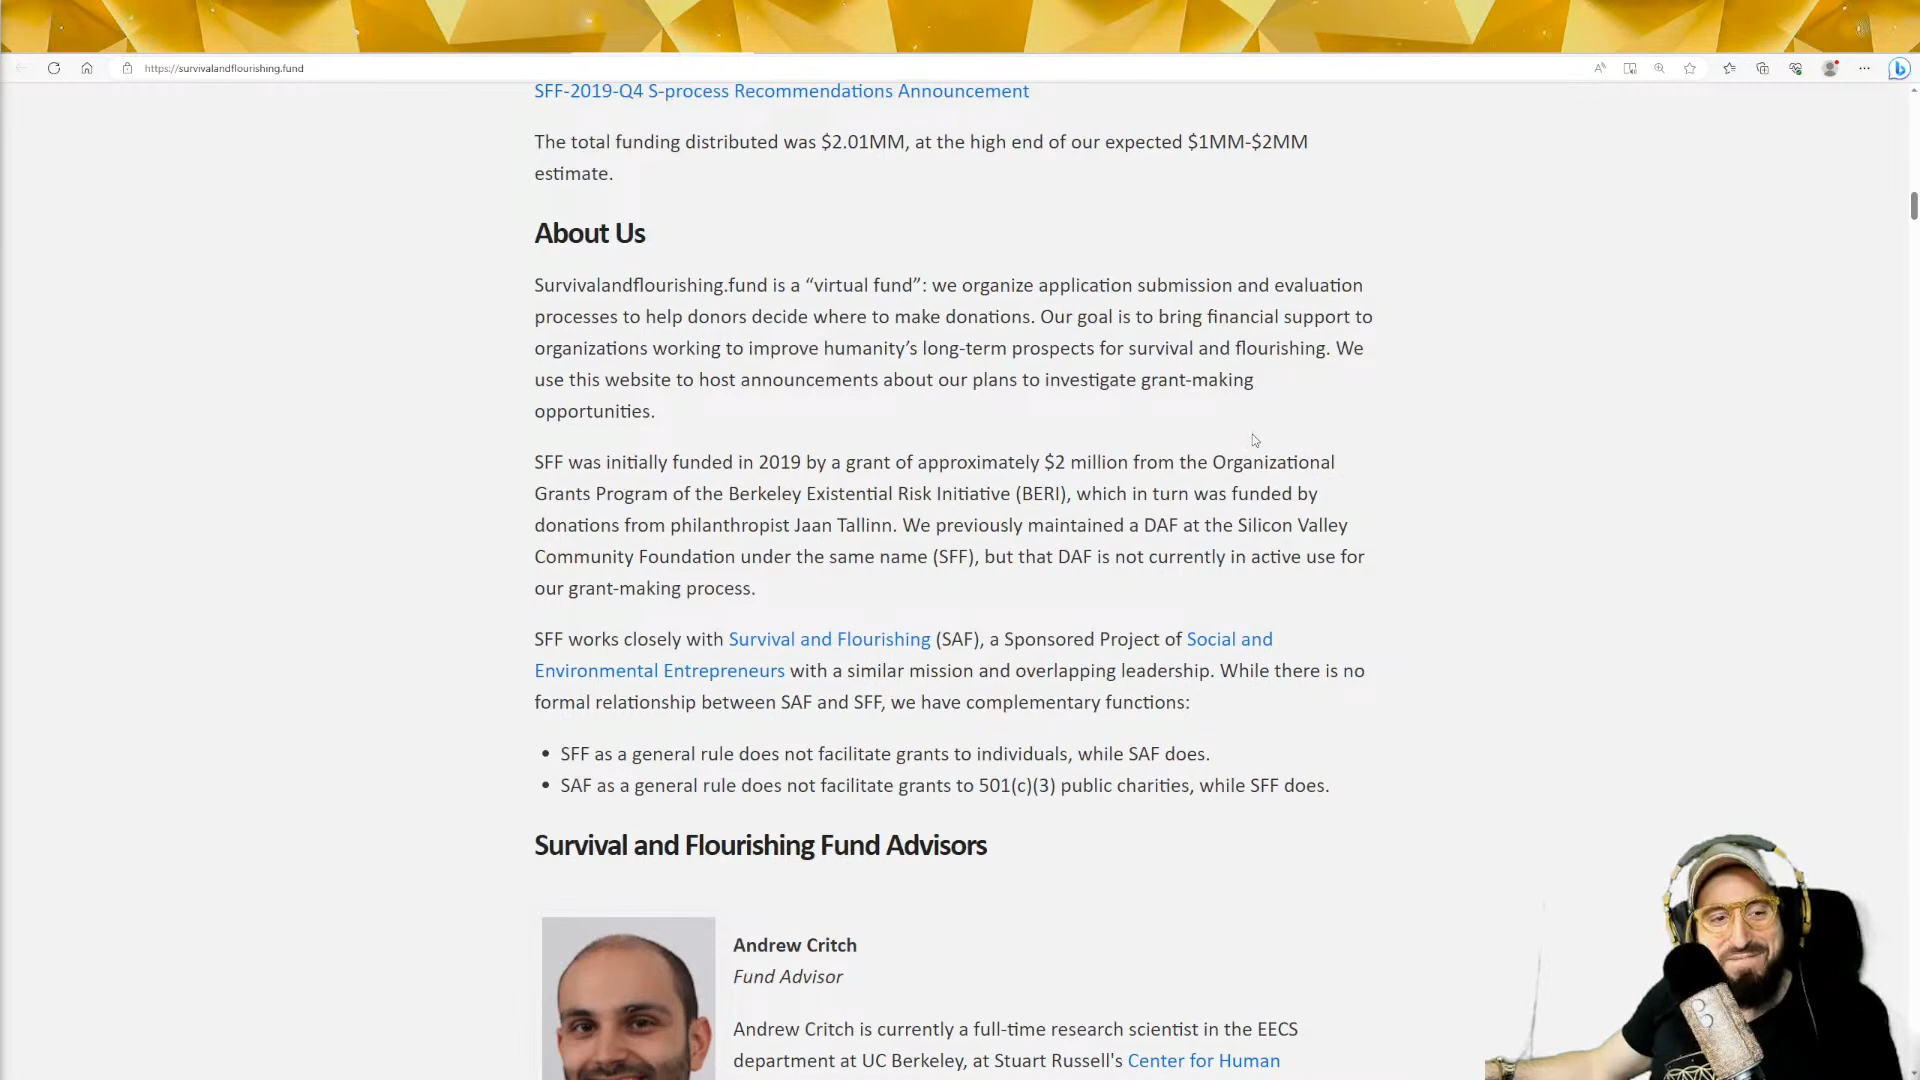 https://survivalandflourishing.fund
SFF-2019-Q4 S-process Recommendations Announcement
The total funding distributed was $2.01MM, at the high end of our expected $1MM-$2MM
estimate.
About Us
Survivalandflourishing.fund is a “virtual fund”: we organize application submission and evaluation
processes to help donors decide where to make donations. Our goal is to bring financial support to
organizations working to improve humanity’s long-term prospects for survival and flourishing. We
use this website to host announcements about our plans to investigate grant-making
opportunities.
SFF was initially funded in 2019 by a grant of approximately $2 million from the Organizational
Grants Program of the Berkeley Existential Risk Initiative (BERI), which in turn was funded by
donations from philanthropist Jaan Tallinn. We previously maintained a DAF at the Silicon Valley
Community Foundation under the same name (SFF), but that DAF is not currently in active use for
our grant-making process.
SFF works closely with Survival and Flourishing (SAF), a Sponsored Project of Social and
Environmental Entrepreneurs with a similar mission and overlapping leadership. While there is no
formal relationship between SAF and SFF, we have complementary functions:
• SFF as a general rule does not facilitate grants to individuals, while SAF does.
• SAF as a general rule does not facilitate grants to 501(c)(3) public charities, while SFF does.
Survival and Flourishing Fund Advisors
Andrew Critch
Fund Advisor
Andrew Critch is currently a full-time research scientist in the EECS
department at UC Berkeley, at Stuart Russell's Center for Human